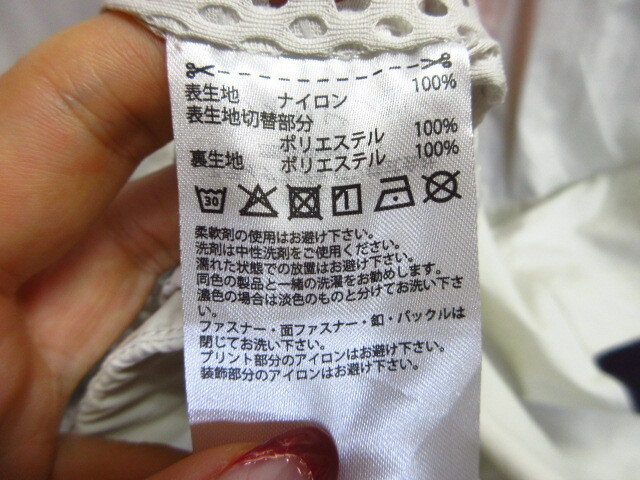 表生地 ナイロン 100%
表生地切替部分
ポリエステル 100%
裏生地 ポリエステル 100%
30
柔軟剤の使用はお避け下さい。
洗剤は中性洗剤をご使用ください。
濡れた状態での放置はお避け下さい。
同色の製品と一緒の洗濯をお勧めします。
濃色の場合は淡色のものと分けてお洗い下さ
い。
ファスナー・面ファスナー・釦・バックルは
閉じてお洗い下さい。
プリント部分のアイロンはお避け下さい。
装飾部分のアイロンはお避け下さい。